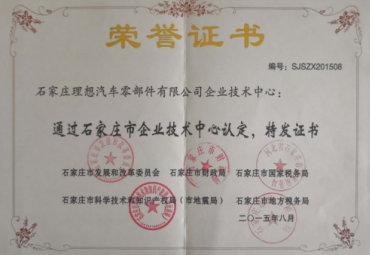 荣誉证书
编号：SJSZX201508
石家庄理想汽车零部件有限公司企业技术中心：
通过石家庄市企业技术中心认定，特发证书
石家庄市发展和改革委员会 石家庄市财政局 石家庄市国家税务局
石家庄市科学技术和知识产权局（市地震局） 石家庄市地方税务局
二〇一五年八月